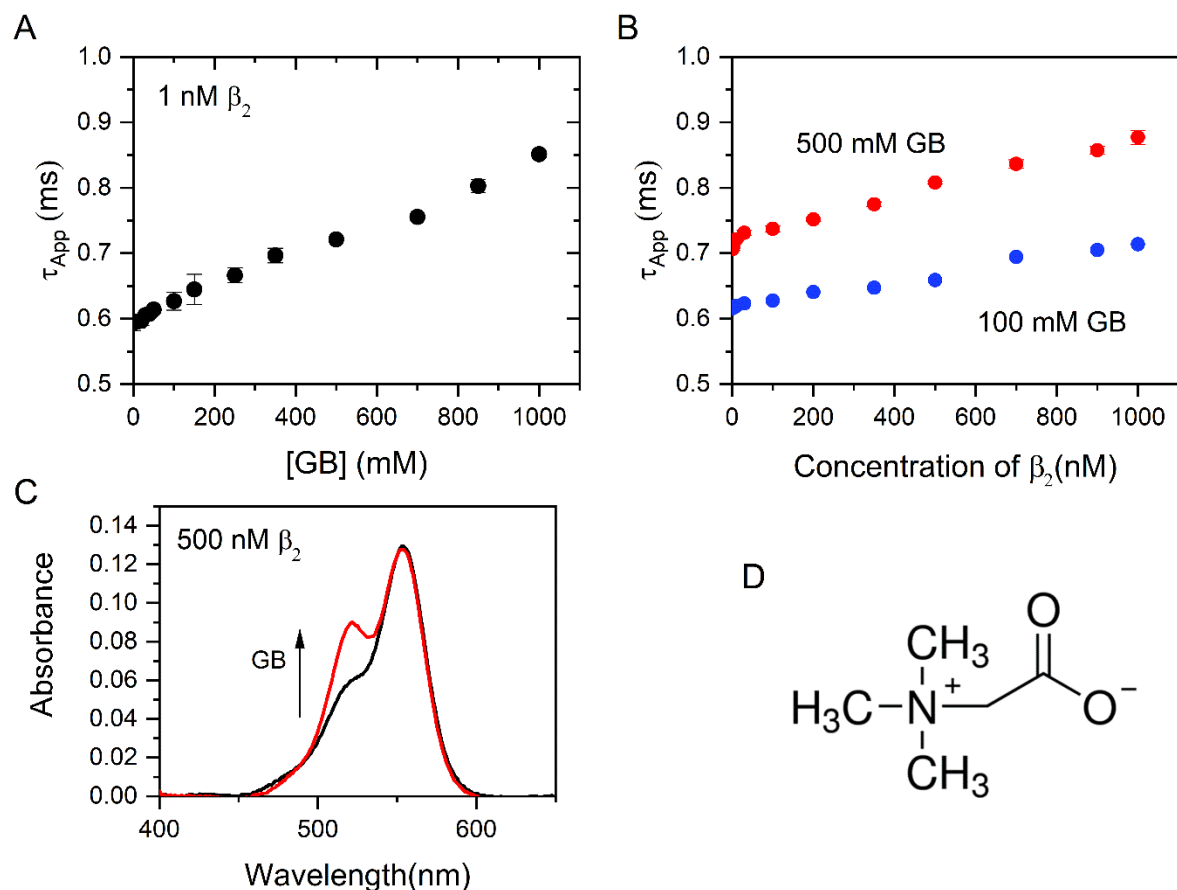 A
1 nM β₂
τApp (ms)
1.0
0.9
0.8
0.7
0.6
0.5
0 200 400 600 800 1000
[GB] (mM)
B
500 mM GB
100 mM GB
τApp (ms)
1.0
0.9
0.8
0.7
0.6
0.5
0 200 400 600 800 1000
Concentration of β₂(nM)
C
500 nM β₂
GB
Absorbance
0.14
0.12
0.10
0.08
0.06
0.04
0.02
0.00
400 500 600
Wavelength(nm)
D
CH₃ O
H₃C N + O⁻
CH₃